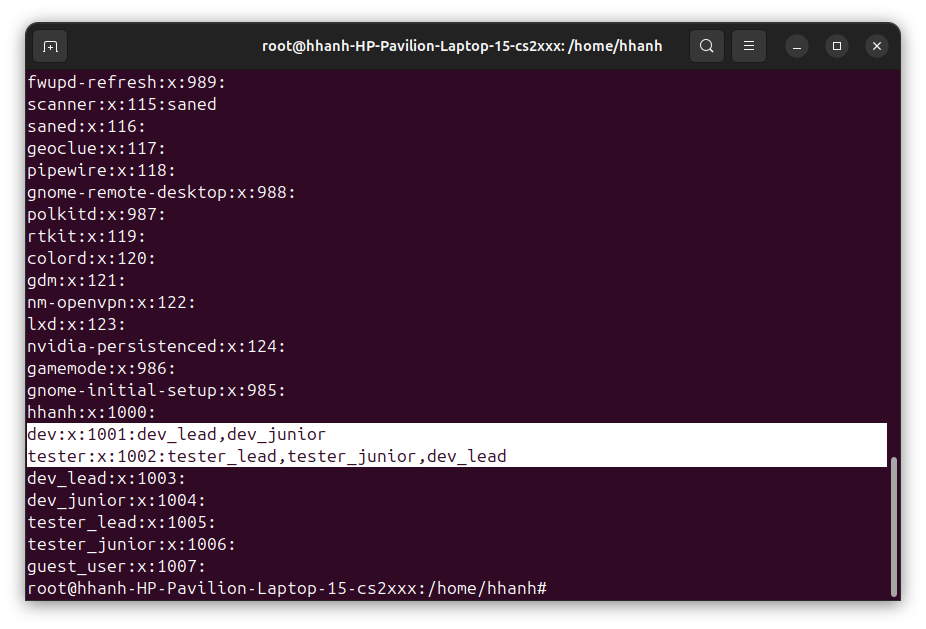 root@hhanh-HP-Pavilion-Laptop-15-cs2xxx: /home/hhanh
fwupd-refresh:x:989:
scanner:x:115:saned
saned:x:116:
geoclue:x:117:
pipewire:x:118:
gnome-remote-desktop:x:988:
polkitd:x:987:
rtkit:x:119:
colord:x:120:
gdm:x:121:
nm-openvpn:x:122:
lxd:x:123:
nvidia-persistenced:x:124:
gamemode:x:986:
gnome-initial-setup:x:985:
hhanh:x:1000:
dev:x:1001:dev_lead,dev_junior
tester:x:1002:tester_lead,tester_junior,dev_lead
dev_lead:x:1003:
dev_junior:x:1004:
tester_lead:x:1005:
tester_junior:x:1006:
guest_user:x:1007:
root@hhanh-HP-Pavilion-Laptop-15-cs2xxx:/home/hhanh#